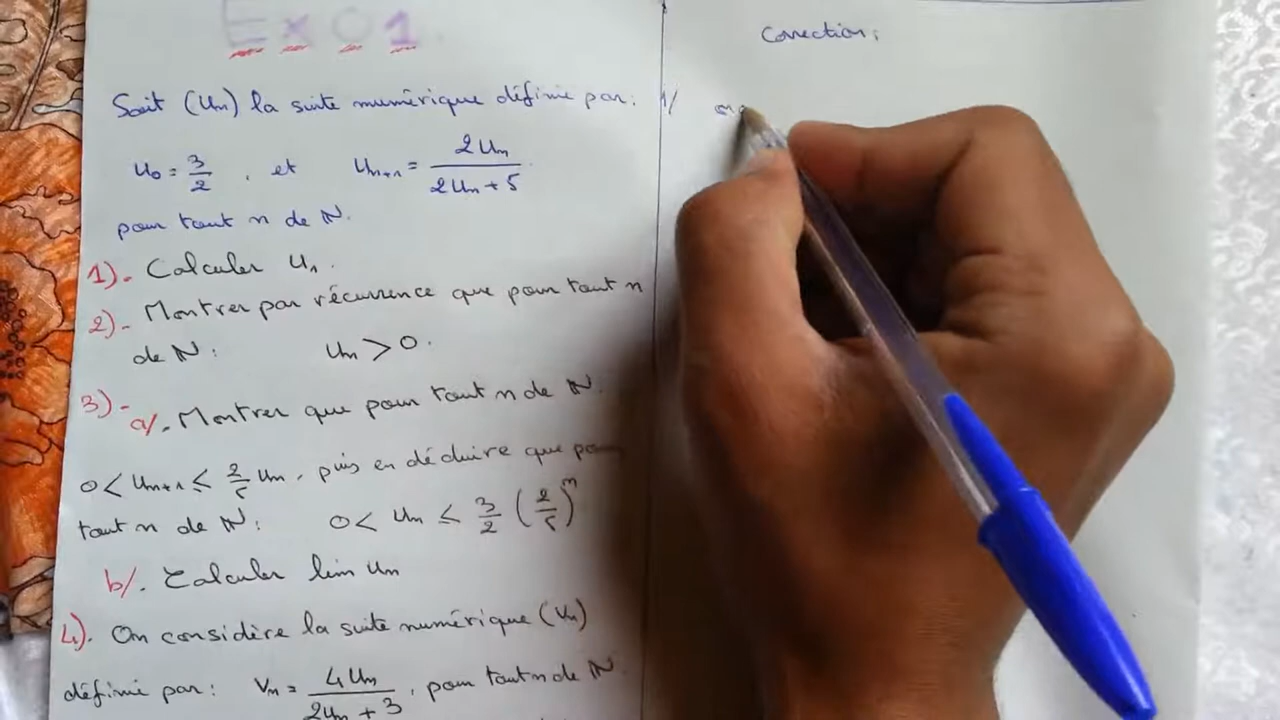 Ex 01.
Soit (Un) la suite numérique définie par:
U0 = 3/2 , et Un+1 = 2Un / 2Un + 5
pour tout n de ℕ.
1)- Calculer U1.
2)- Montrer par récurrence que pour tout n
de ℕ: Un > 0.
3)-
a/. Montrer que pour tout n de ℕ.
0 < Un+1 ≤ 2/5 Un, puis en déduire que pour
tout n de ℕ: 0 < Un ≤ 3/2 (2/5)^n
b/. Calculer lim Un
4). On considère la suite numérique (Vn)
définie par: Vn = 4Un / 2Un + 3 , pour tout n de ℕ.
Correction:
1/